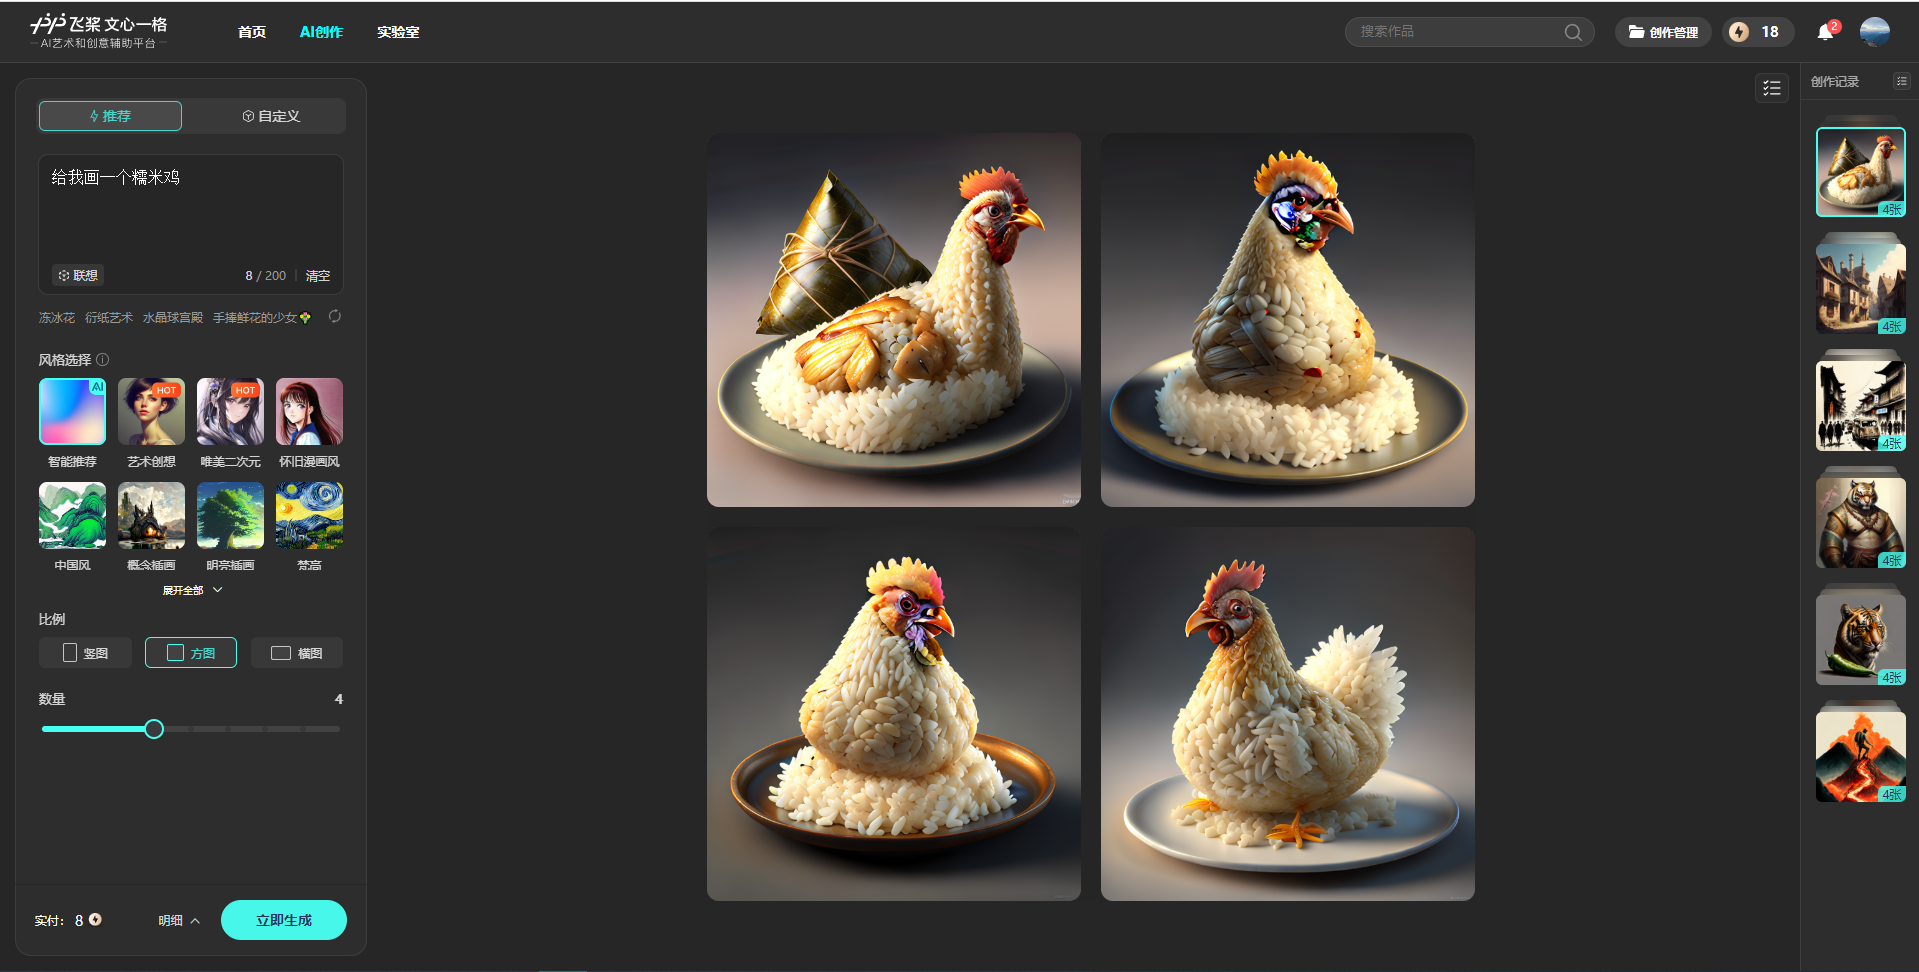 飞桨 文心一格
AI艺术和创意辅助平台
首页
AI创作
实验室
搜索作品
创作管理
18
2
推荐
自定义
给我画一个糯米鸡
联想
8 / 200
清空
冻冰花 衍纸艺术 水晶球宫殿 手捧鲜花的少女
风格选择
AI
HOT
HOT
智能推荐
艺术创想
唯美二次元
怀旧漫画风
中国风
概念插画
明亮插画
梵高
展开全部
比例
竖图
方图
横图
数量
4
实付： 8
明细
立即生成
创作记录
4张
4张
4张
4张
4张
4张